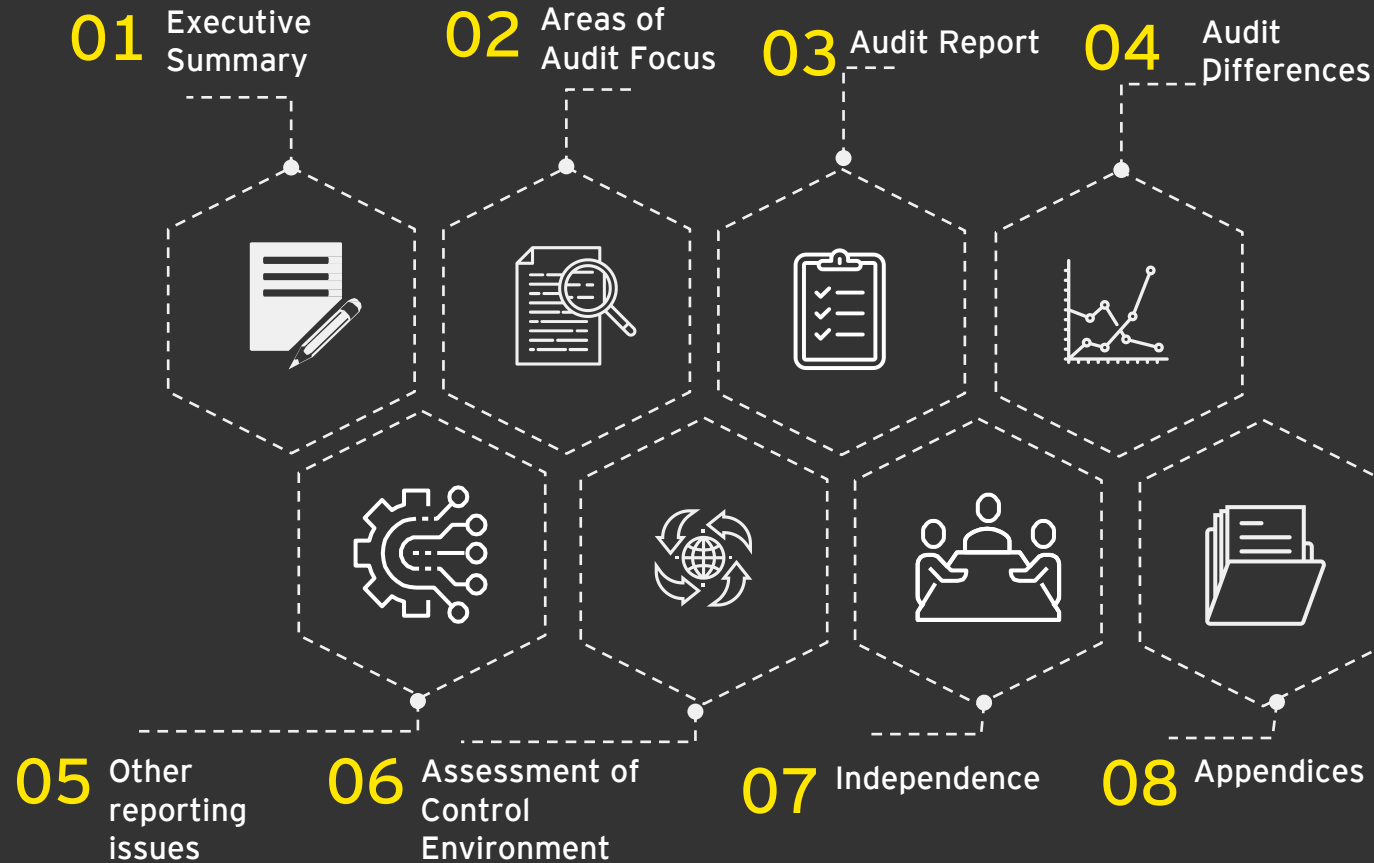 01 Executive
Summary
02 Areas of
Audit Focus
03 Audit Report
04 Audit
Differences
05 Other
reporting
issues
06 Assessment of
Control
Environment
07 Independence
08 Appendices